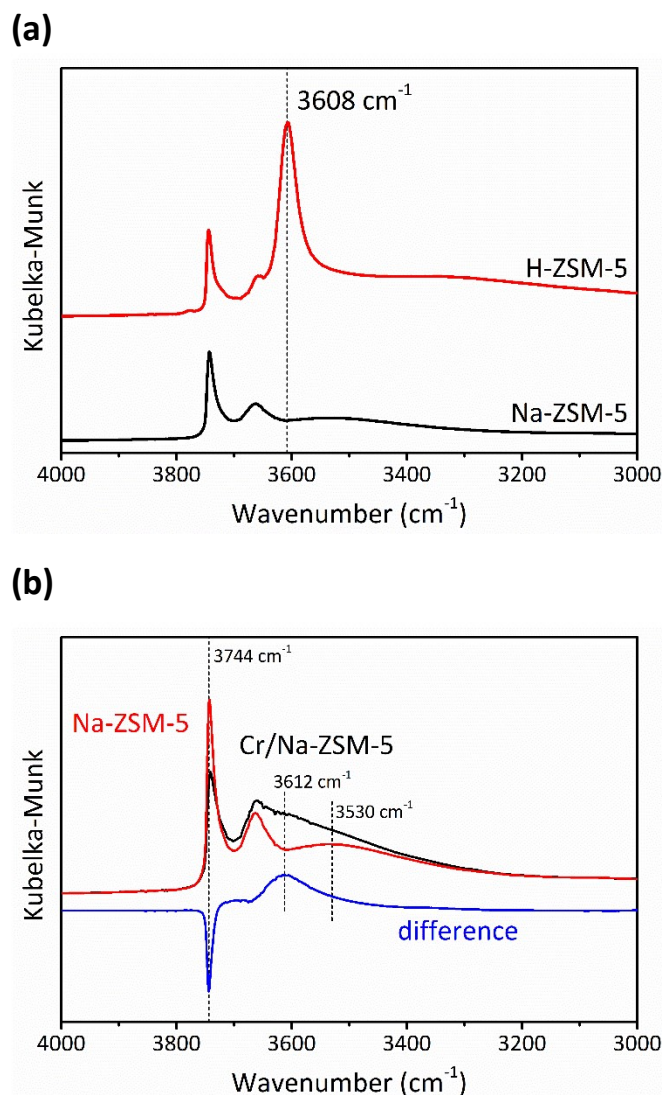 (a)
3608 cm⁻¹
H-ZSM-5
Na-ZSM-5
Kubelka-Munk
4000 3800 3600 3400 3200 3000
Wavenumber (cm⁻¹)
(b)
3744 cm⁻¹
Na-ZSM-5
Cr/Na-ZSM-5
3612 cm⁻¹
3530 cm⁻¹
difference
Kubelka-Munk
4000 3800 3600 3400 3200 3000
Wavenumber (cm⁻¹)